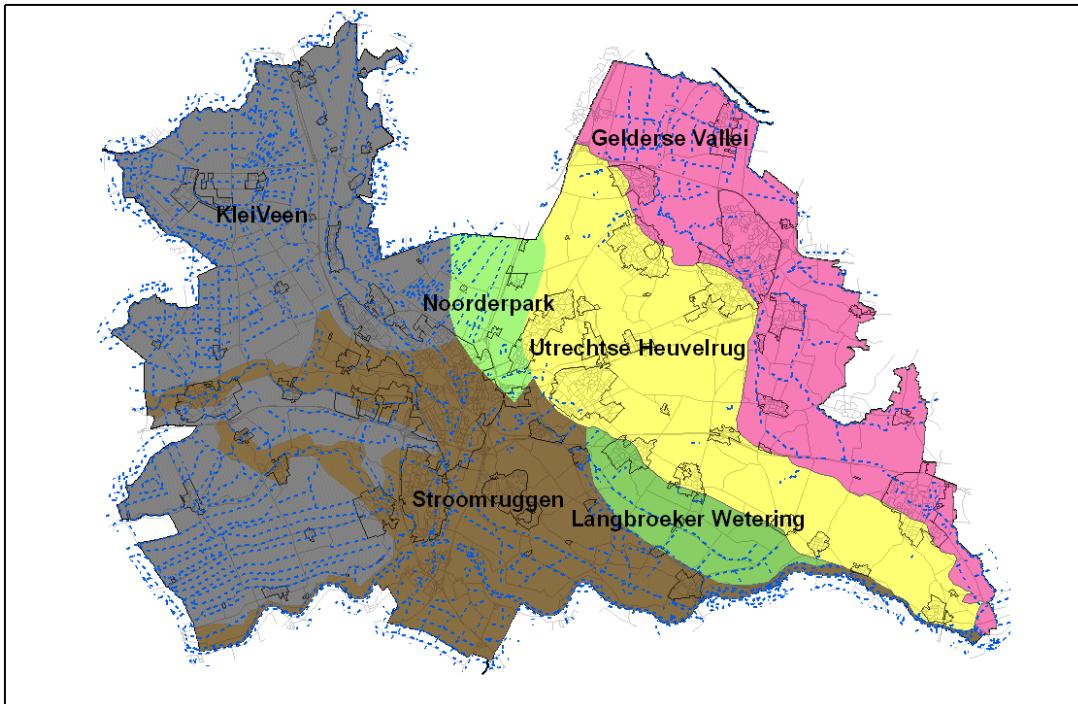 Gelderse Vallei
KleiVeen
Noorderpark
Utrechtse Heuvelrug
Stroomruggen
Langbroeker Wetering